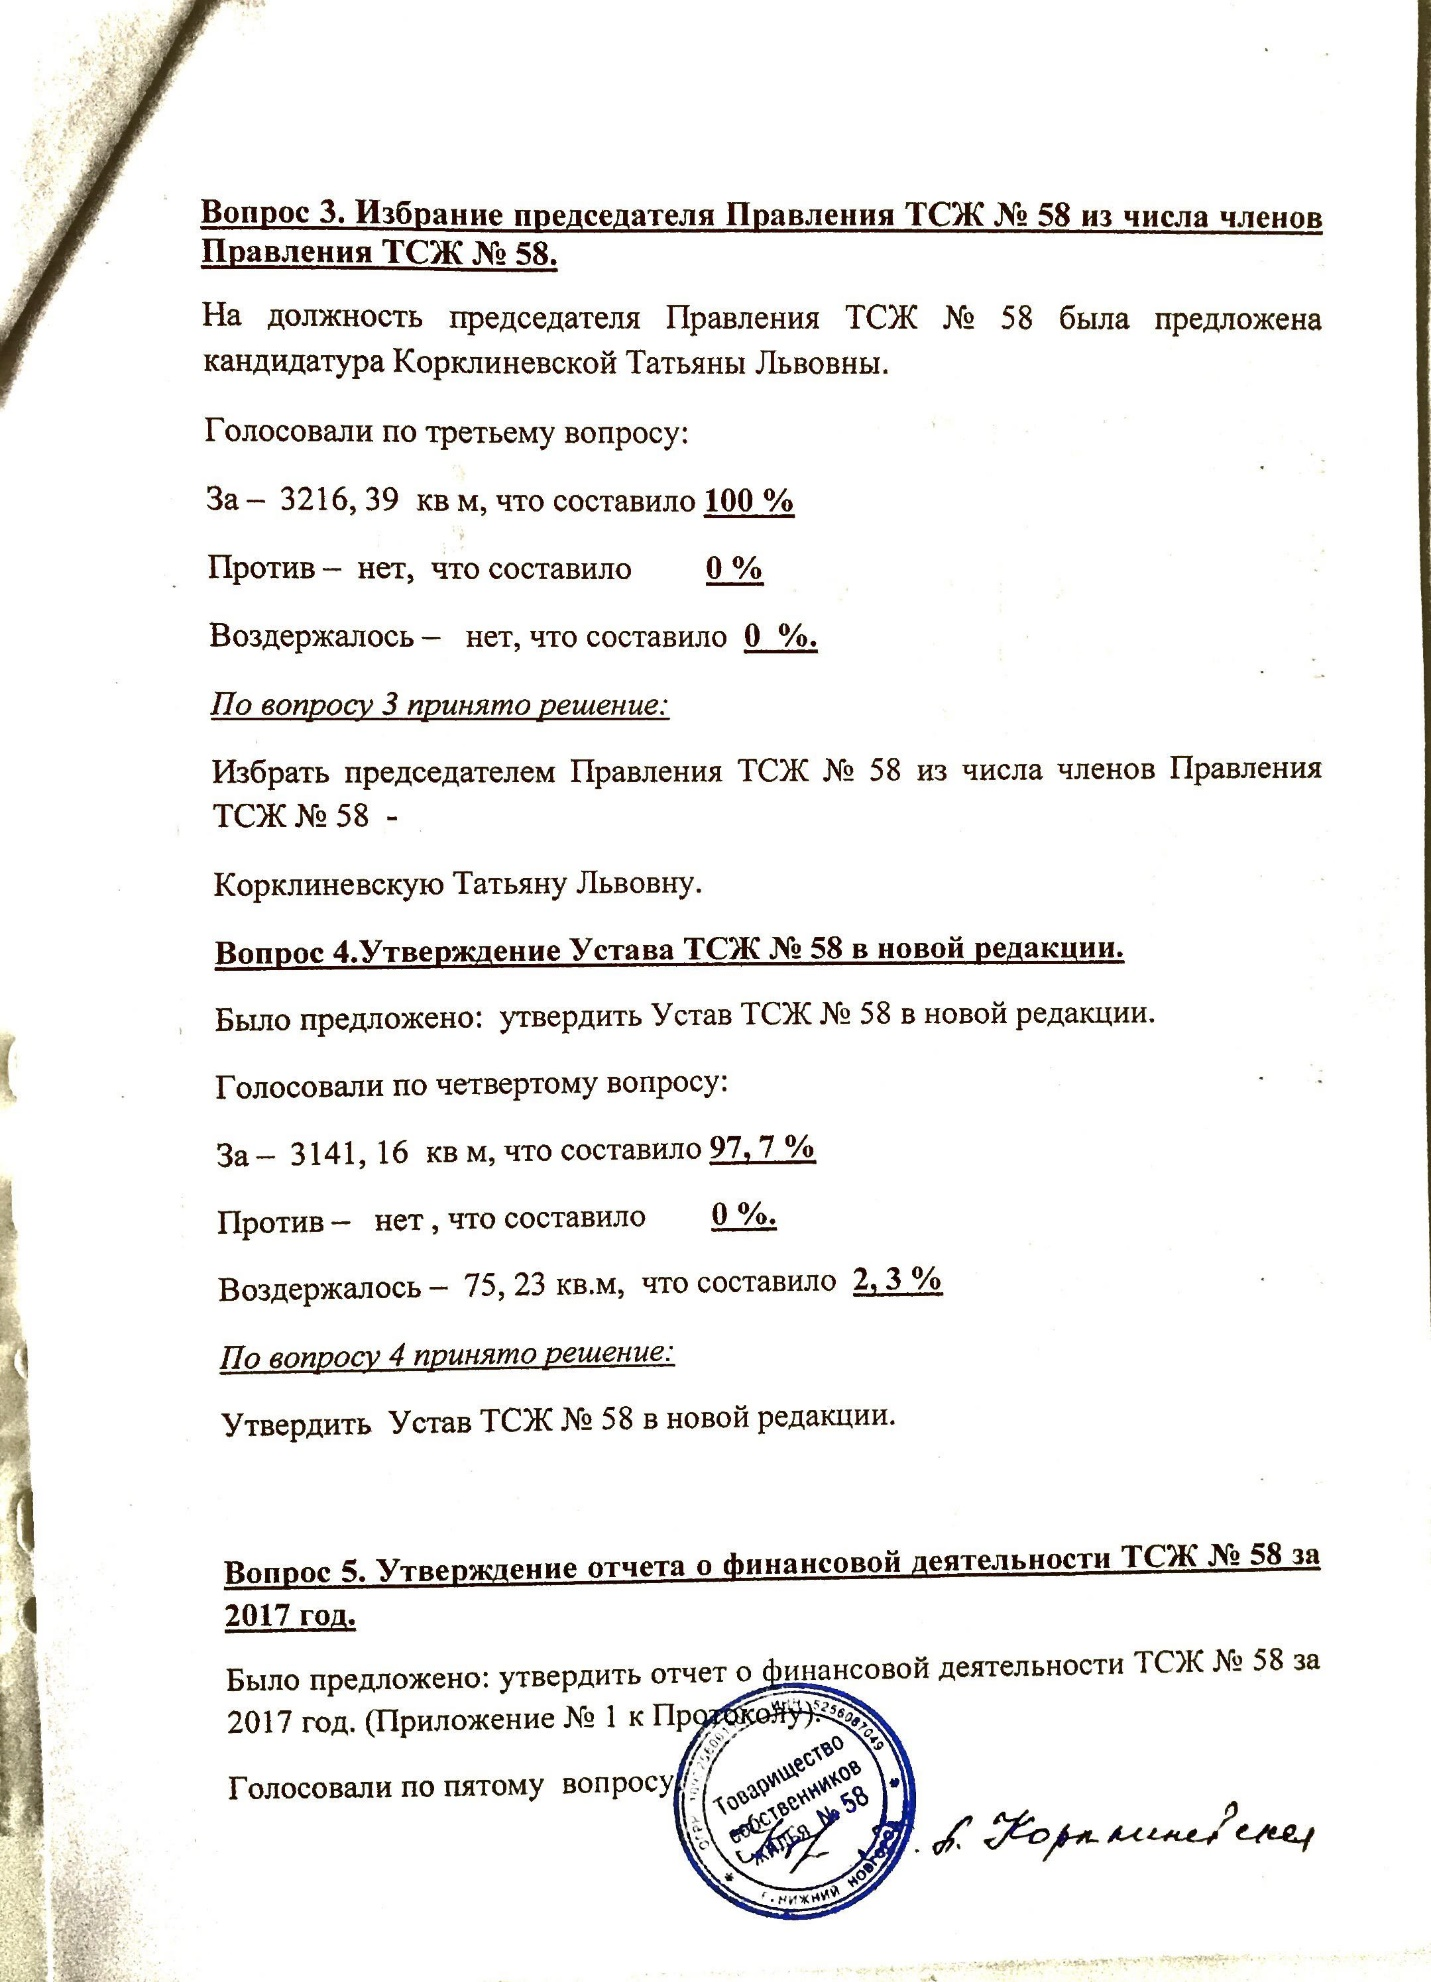 Вопрос 3. Избрание председателя Правления ТСЖ № 58 из числа членов
Правления ТСЖ № 58.
На должность председателя Правления ТСЖ № 58 была предложена
кандидатура Корклиневской Татьяны Львовны.
Голосовали по третьему вопросу:
За – 3216, 39 кв м, что составило 100 %
Против – нет, что составило 0 %
Воздержалось – нет, что составило 0 %.
По вопросу 3 принято решение:
Избрать председателем Правления ТСЖ № 58 из числа членов Правления
ТСЖ № 58 -
Корклиневскую Татьяну Львовну.
Вопрос 4.Утверждение Устава ТСЖ № 58 в новой редакции.
Было предложено: утвердить Устав ТСЖ № 58 в новой редакции.
Голосовали по четвертому вопросу:
За – 3141, 16 кв м, что составило 97, 7 %
Против – нет , что составило 0 %.
Воздержалось – 75, 23 кв.м, что составило 2, 3 %
По вопросу 4 принято решение:
Утвердить Устав ТСЖ № 58 в новой редакции.
Вопрос 5. Утверждение отчета о финансовой деятельности ТСЖ № 58 за
2017 год.
Было предложено: утвердить отчет о финансовой деятельности ТСЖ № 58 за
2017 год. (Приложение № 1 к Протоколу).
Голосовали по пятому вопросу
ИНН 5256087049
Товарищество
собственников
жилья № 58
г.НИЖНИЙ НОВГОРОД
Корклиневская